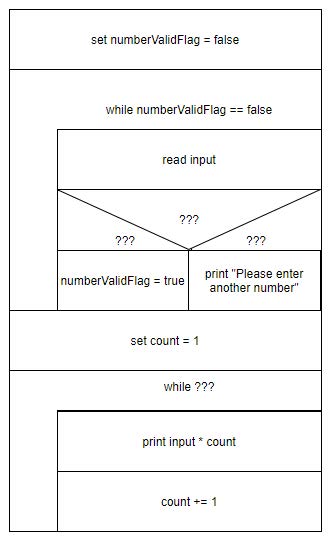 set numberValidFlag = false
while numberValidFlag == false
read input
???
???
???
numberValidFlag = true
print "Please enter
another number"
set count = 1
while ???
print input * count
count += 1